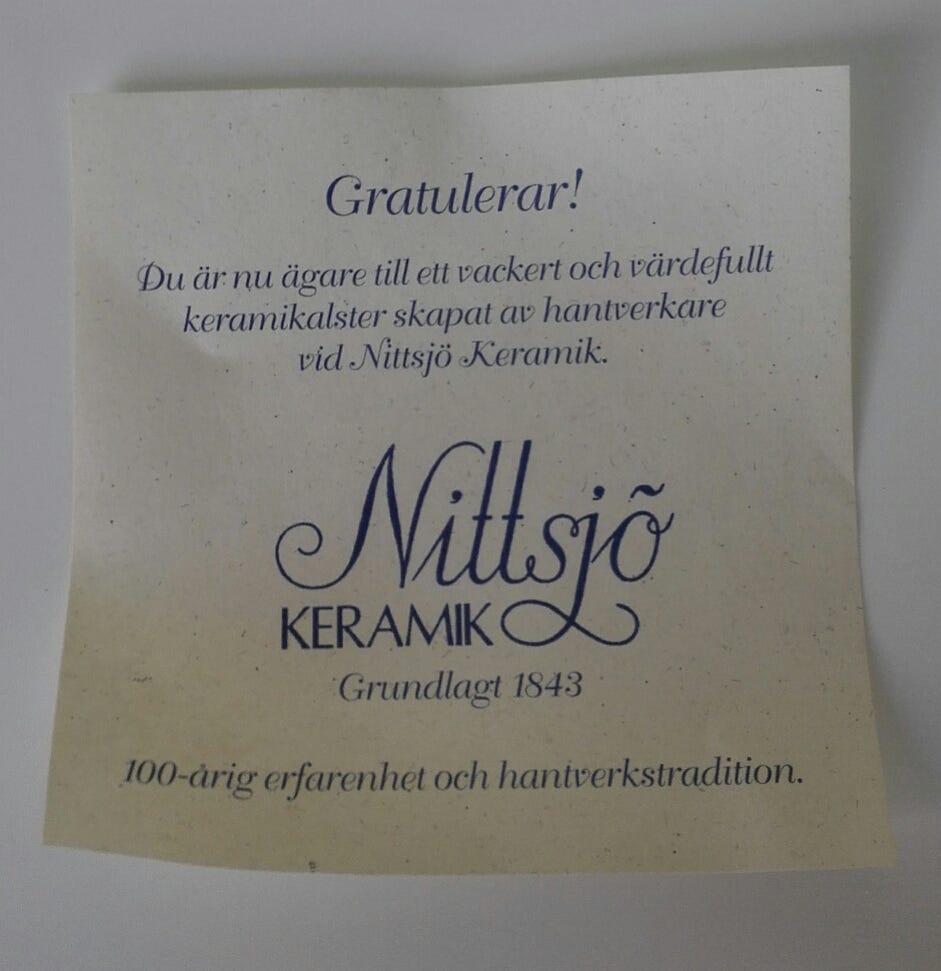 Gratulerar!
Du är nu ägare till ett vackert och värdefullt
keramikalster skapat av hantverkare
vid Nittsjö Keramik.
Nittsjö
KERAMIK
Grundlagt 1843
100-årig erfarenhet och hantverkstradition.